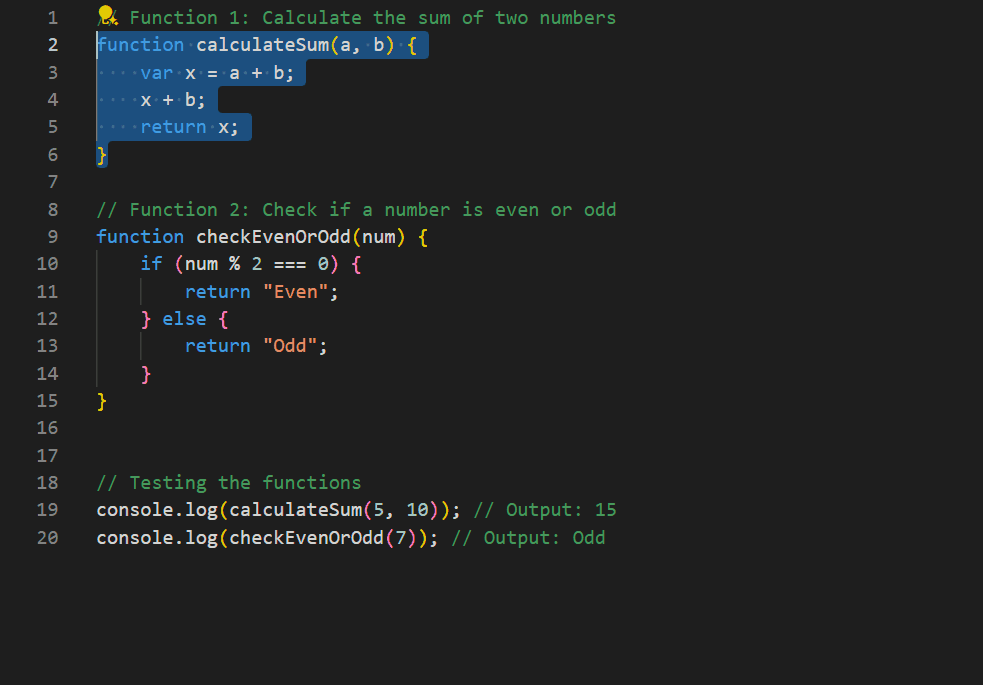 1 // Function 1: Calculate the sum of two numbers
2 function calculateSum(a, b) {
3     var x = a + b;
4     x + b;
5     return x;
6 }
7
8 // Function 2: Check if a number is even or odd
9 function checkEvenOrOdd(num) {
10     if (num % 2 === 0) {
11         return "Even";
12     } else {
13         return "Odd";
14     }
15 }
16
17
18 // Testing the functions
19 console.log(calculateSum(5, 10)); // Output: 15
20 console.log(checkEvenOrOdd(7)); // Output: Odd